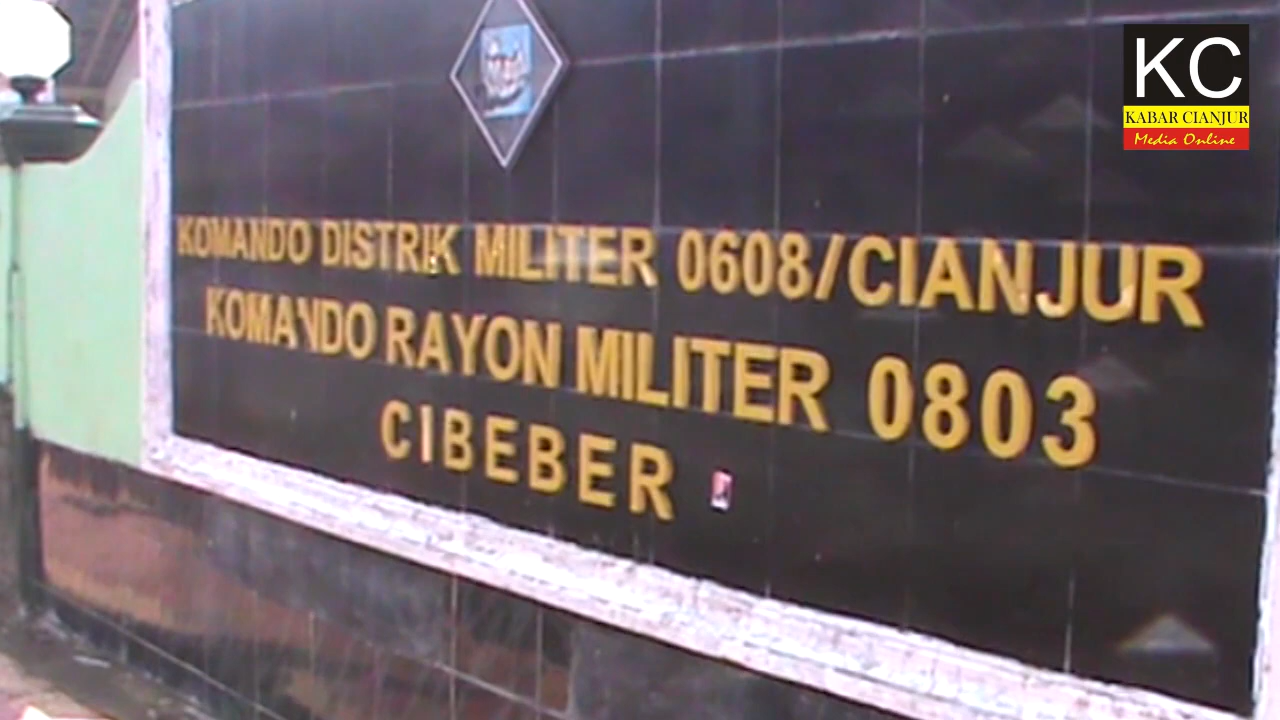 KC
KABAR CIANJUR
Media Online
KOMANDO DISTRIK MILITER 0608/CIANJUR
KOMANDO RAYON MILITER 0803
CIBEBER